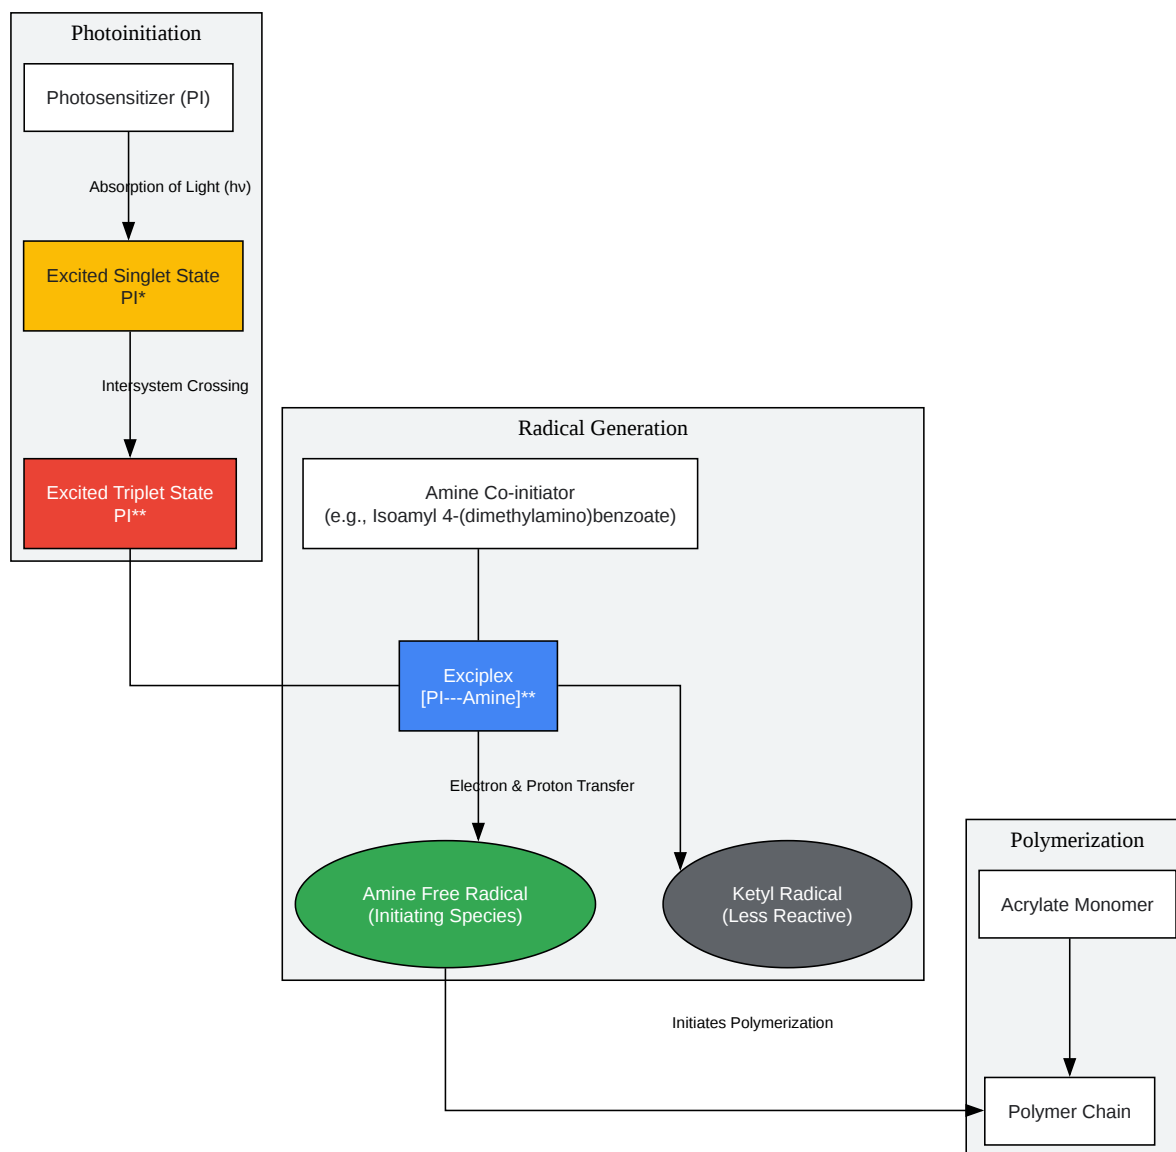 Photoinitiation
Photosensitizer (PI)
Absorption of Light (hν)
Excited Singlet State
PI*
Intersystem Crossing
Excited Triplet State
PI**
Radical Generation
Amine Co-initiator
(e.g., Isoamyl 4-(dimethylamino)benzoate)
Exciplex
[PI---Amine]**
Electron & Proton Transfer
Amine Free Radical
(Initiating Species)
Ketyl Radical
(Less Reactive)
Initiates Polymerization
Polymerization
Acrylate Monomer
Polymer Chain